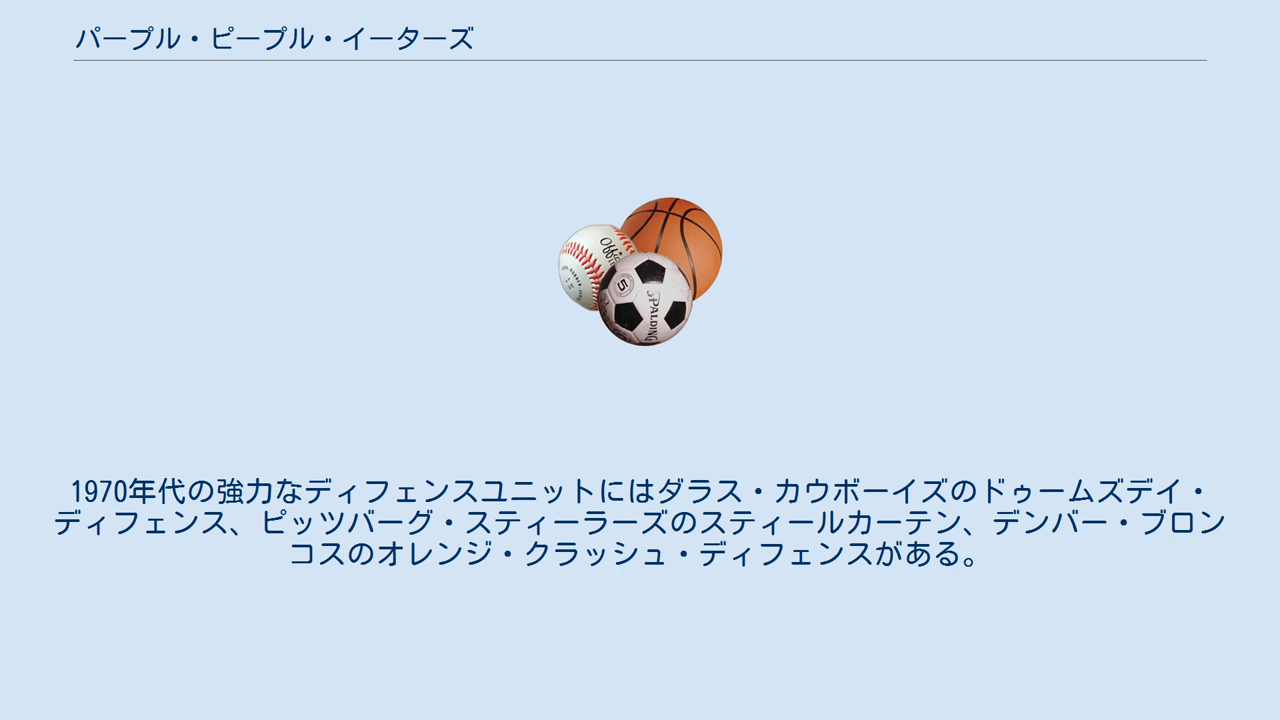 パープル・ピープル・イーターズ
Offici
5
SPALDING
1970年代の強力なディフェンスユニットにはダラス・カウボーイズのドゥームズデイ・
ディフェンス、ピッツバーグ・スティーラーズのスティールカーテン、デンバー・ブロン
コスのオレンジ・クラッシュ・ディフェンスがある。